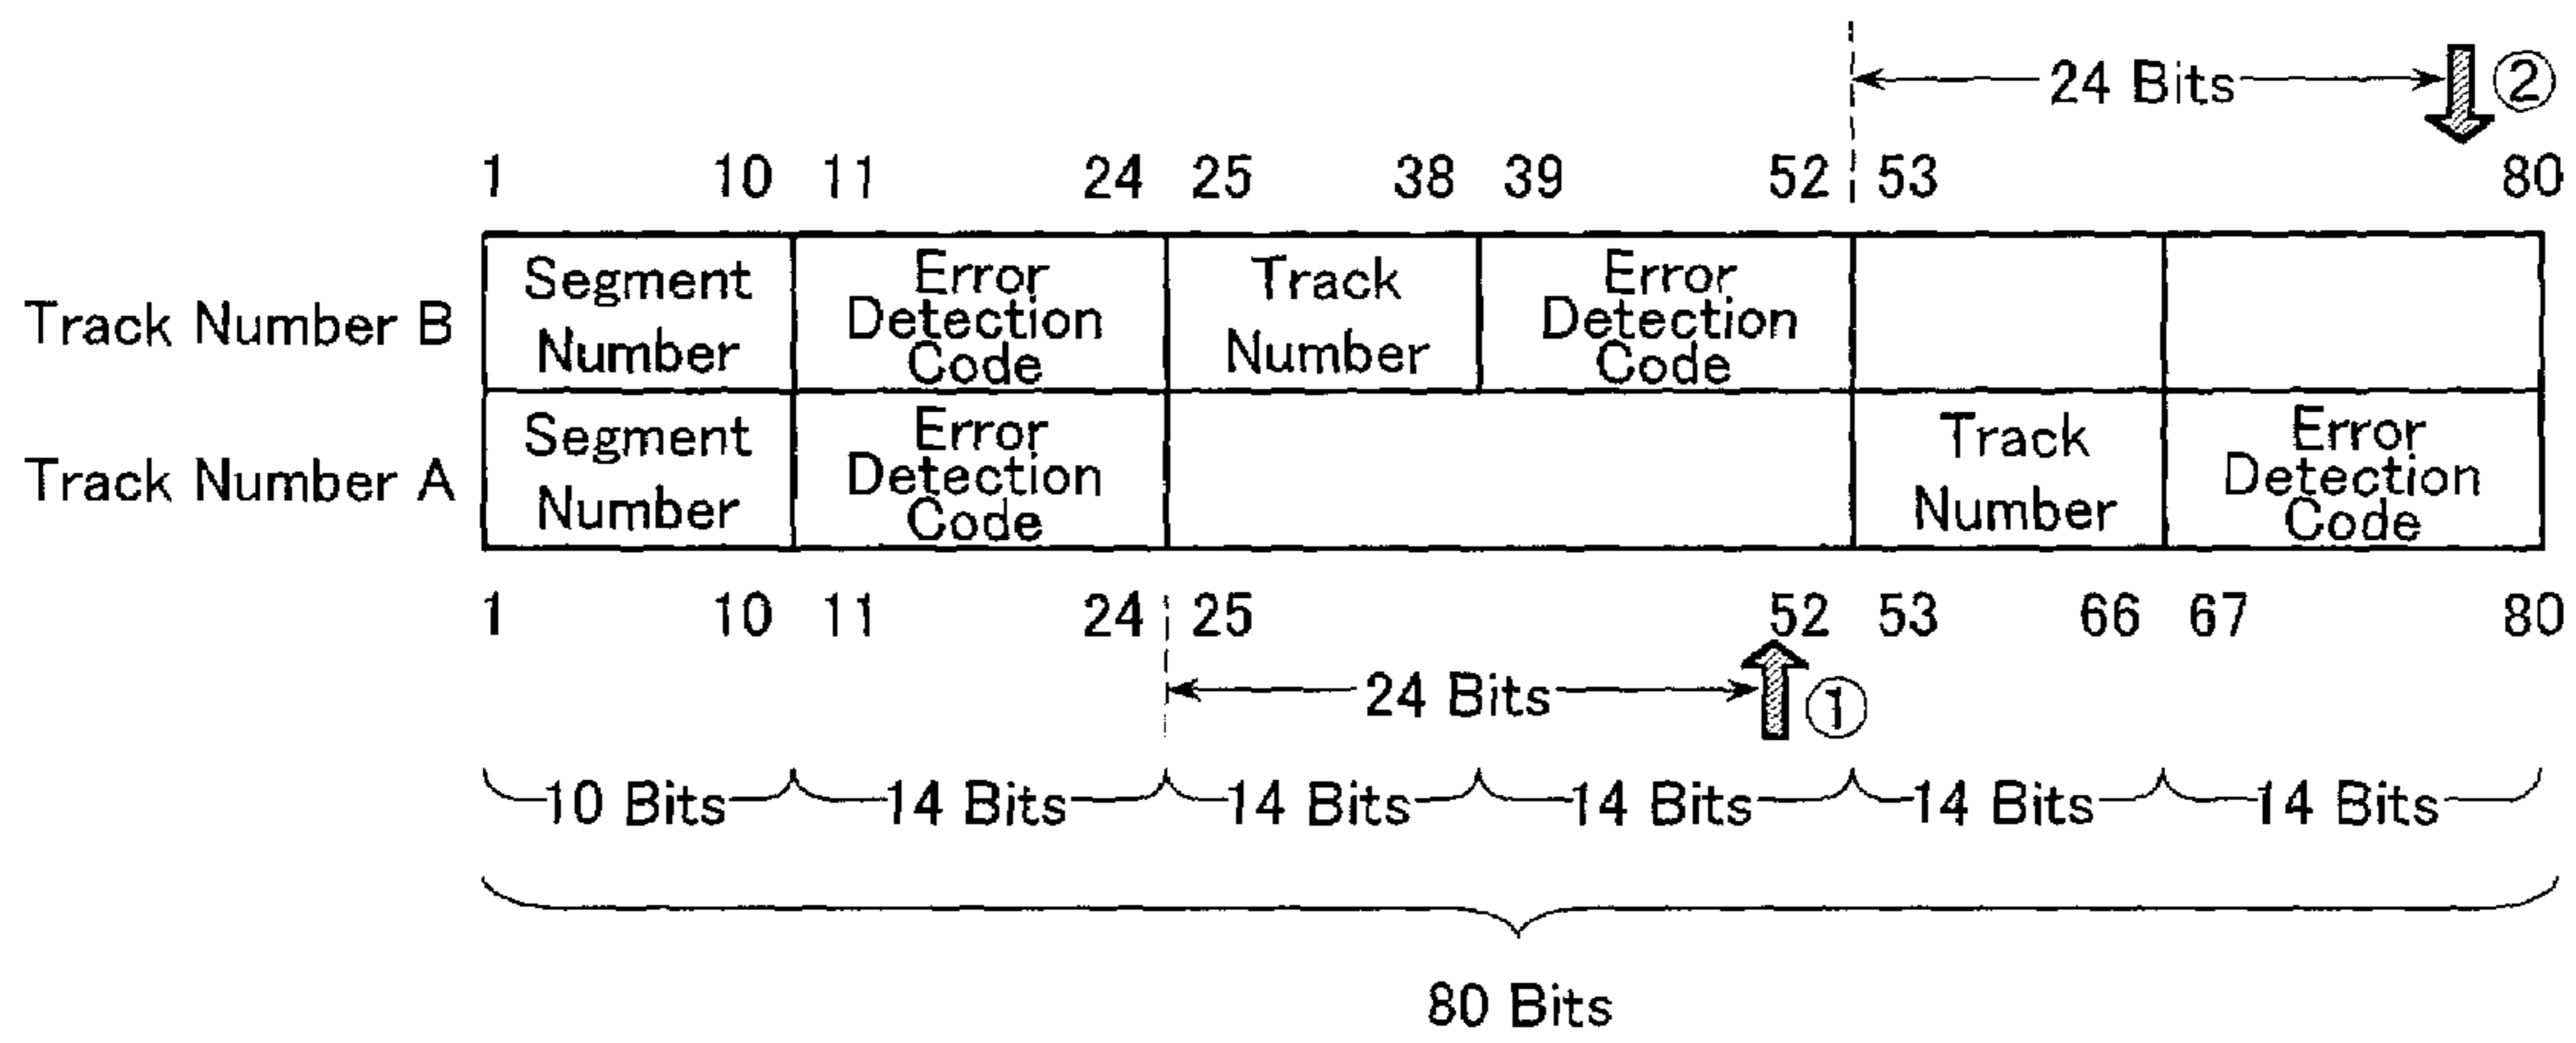 24 Bits ②
1 10 11 24 25 38 39 52 53 80
Track Number B
Segment Number
Error Detection Code
Track Number
Error Detection Code
Track Number A
Segment Number
Error Detection Code
Track Number
Error Detection Code
1 10 11 24 25 52 53 66 67 80
24 Bits ①
10 Bits 14 Bits 14 Bits 14 Bits 14 Bits 14 Bits
80 Bits